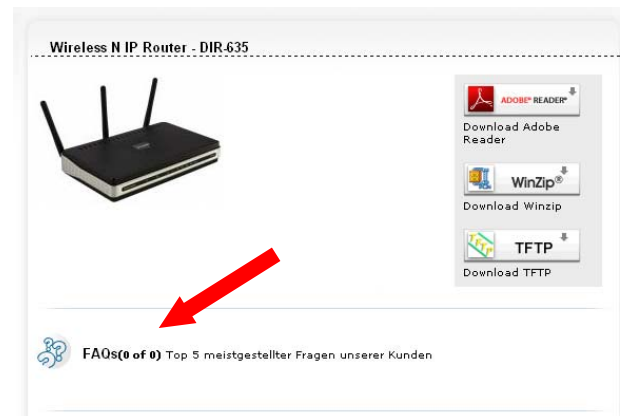 Wireless N IP Router - DIR-635
ADOBE® READER®
Download Adobe
Reader
WinZip®
Download Winzip
TFTP
TFTP
Download TFTP
FAQs(0 of 0) Top 5 meistgestellter Fragen unserer Kunden